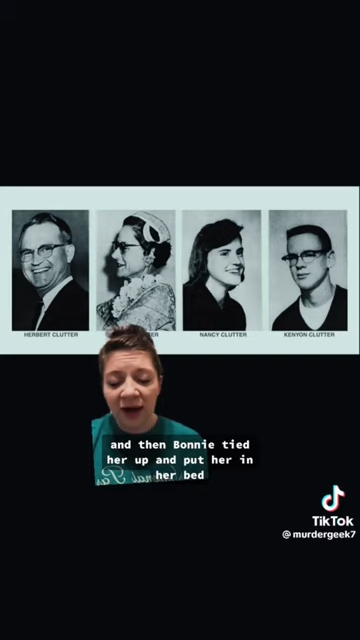 HERBERT CLUTTER
NANCY CLUTTER
KENYON CLUTTER
and then Bonnie tied
her up and put her in
her bed
TikTok
@murdergeek7